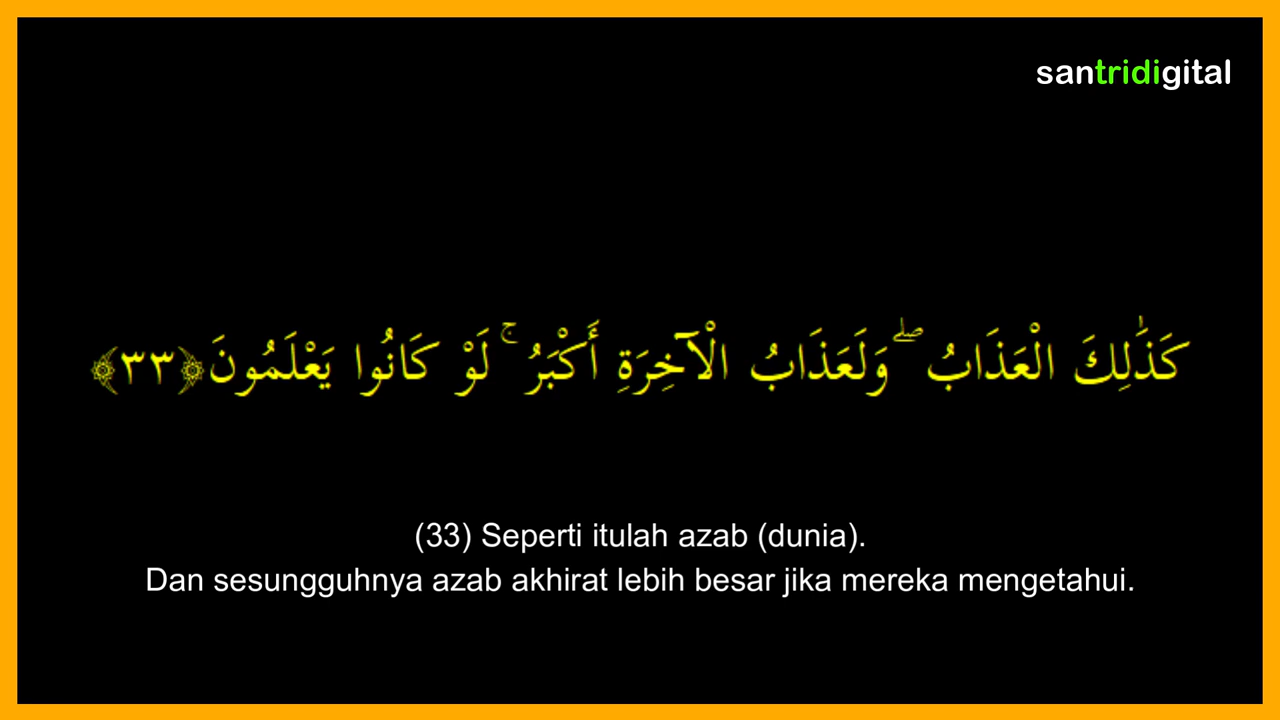 santridigital
كَذَٰلِكَ الْعَذَابُ ۖ وَلَعَذَابُ الْآخِرَةِ أَكْبَرُ ۚ لَوْ كَانُوا يَعْلَمُونَ﴿٣٣﴾
(33) Seperti itulah azab (dunia).
Dan sesungguhnya azab akhirat lebih besar jika mereka mengetahui.